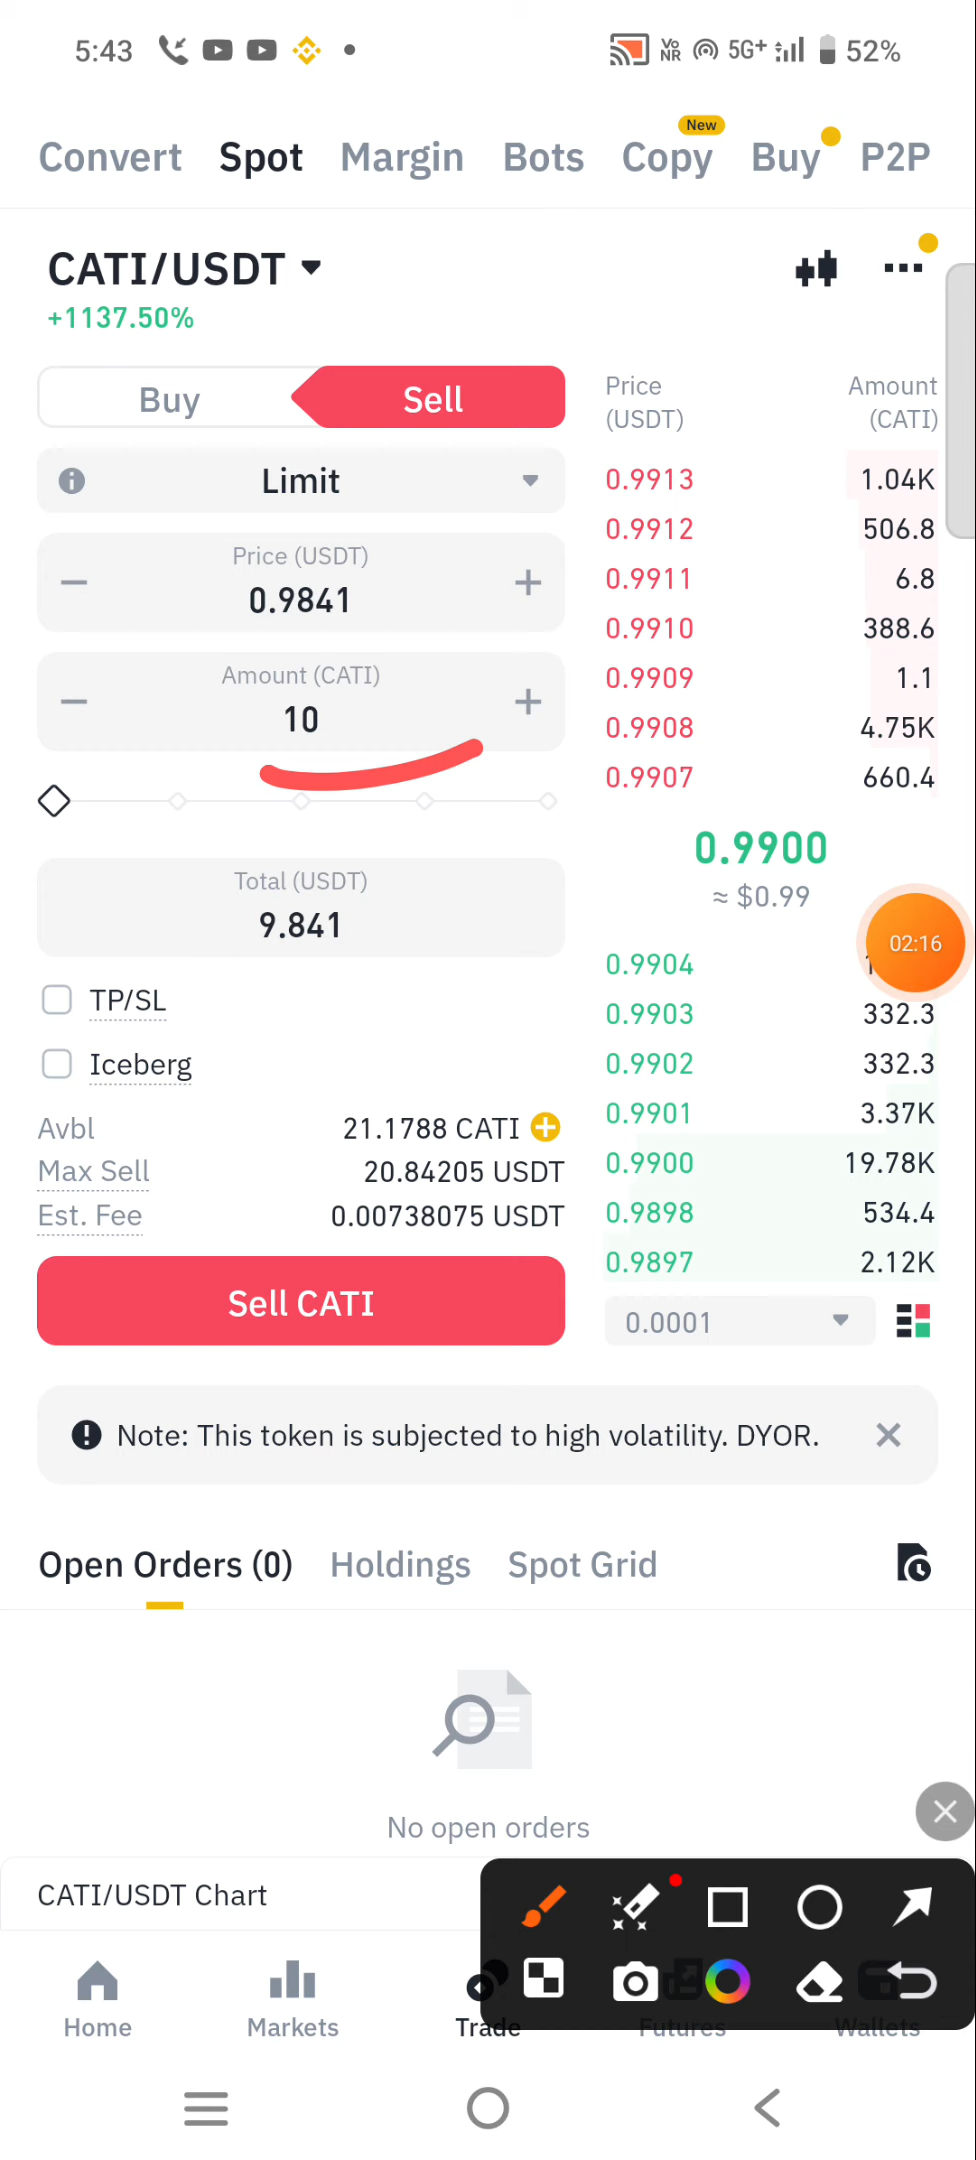 5:43 VoNR 5G+ 52%
Convert Spot Margin Bots Copy New Buy P2P
CATI/USDT
+1137.50%
Buy Sell
Limit
Price (USDT)
0.9841
Amount (CATI)
10
Total (USDT)
9.841
TP/SL
Iceberg
Avbl 21.1788 CATI
Max Sell 20.84205 USDT
Est. Fee 0.00738075 USDT
Sell CATI
Price Amount
(USDT) (CATI)
0.9913 1.04K
0.9912 506.8
0.9911 6.8
0.9910 388.6
0.9909 1.1
0.9908 4.75K
0.9907 660.4
0.9900
≈ $0.99
02:16
0.9904
0.9903 332.3
0.9902 332.3
0.9901 3.37K
0.9900 19.78K
0.9898 534.4
0.9897 2.12K
0.0001
Note: This token is subjected to high volatility. DYOR.
Open Orders (0) Holdings Spot Grid
No open orders
CATI/USDT Chart
Home Markets Trade Futures Wallets